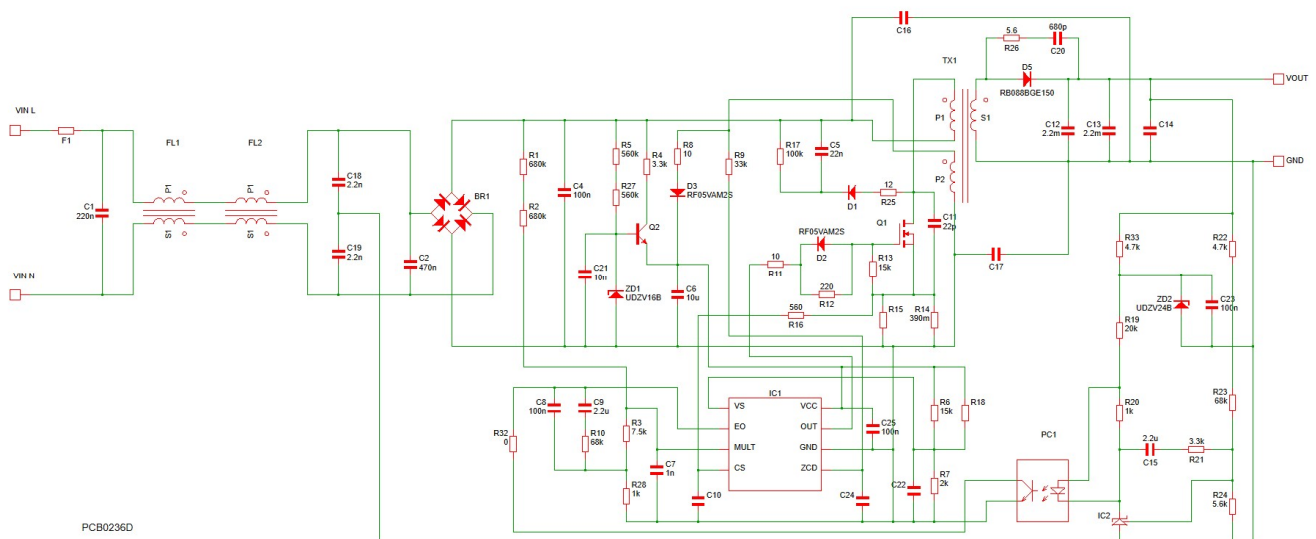 VIN L
F1
C1
220n
VIN N
FL1
P1
S1
FL2
P1
S1
C18
2.2n
C19
2.2n
C2
470n
BR1
R1
680k
R2
680k
C4
100n
R5
560k
R27
560k
R4
3.3k
R8
10
D3
RF05VAM2S
R9
33k
Q2
C21
10n
ZD1
UDZV16B
C6
10u
R17
100k
C5
22n
D1
12
R25
Q1
C11
22p
RF05VAM2S
D2
10
R11
220
R12
R13
15k
560
R16
R15
R14
390m
C16
TX1
P1
S1
P2
C17
5.6
R26
680p
C20
D5
RB088BGE150
C12
2.2m
C13
2.2m
C14
VOUT
GND
R33
4.7k
R22
4.7k
ZD2
UDZV24B
C23
100n
R19
20k
R20
1k
R23
68k
2.2u
C15
3.3k
R21
R24
5.6k
IC2
PC1
R32
0
C8
100n
C9
2.2u
R10
68k
R3
7.5k
R28
1k
C7
1n
C10
IC1
VS
EO
MULT
CS
VCC
OUT
GND
ZCD
C25
100n
C24
C22
R6
15k
R18
R7
2k
PCB0236D